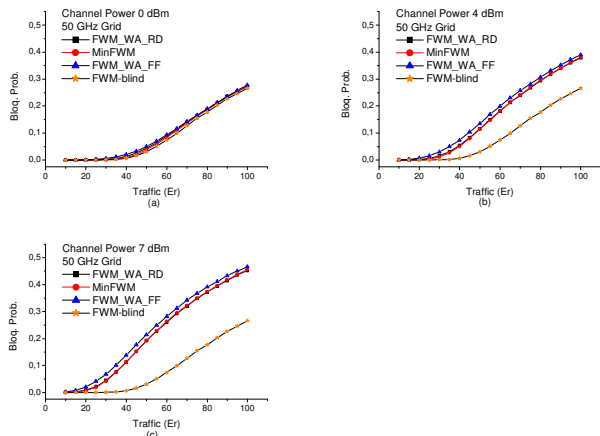 Channel Power 0 dBm
50 GHz Grid
FWM_WA_RD
MinFWM
FWM_WA_FF
FWM-blind
Bloq. Prob.
0,5
0,4
0,3
0,2
0,1
0,0
0 20 40 60 80 100
Traffic (Er)
(a)
Channel Power 4 dBm
50 GHz Grid
FWM_WA_RD
MinFWM
FWM_WA_FF
FWM-blind
Bloq. Prob.
0,5
0,4
0,3
0,2
0,1
0,0
0 20 40 60 80 100
Traffic (Er)
(b)
Channel Power 7 dBm
50 GHz Grid
FWM_WA_RD
MinFWM
FWM_WA_FF
FWM-blind
Bloq. Prob.
0,5
0,4
0,3
0,2
0,1
0,0
0 20 40 60 80 100
Traffic (Er)
(c)